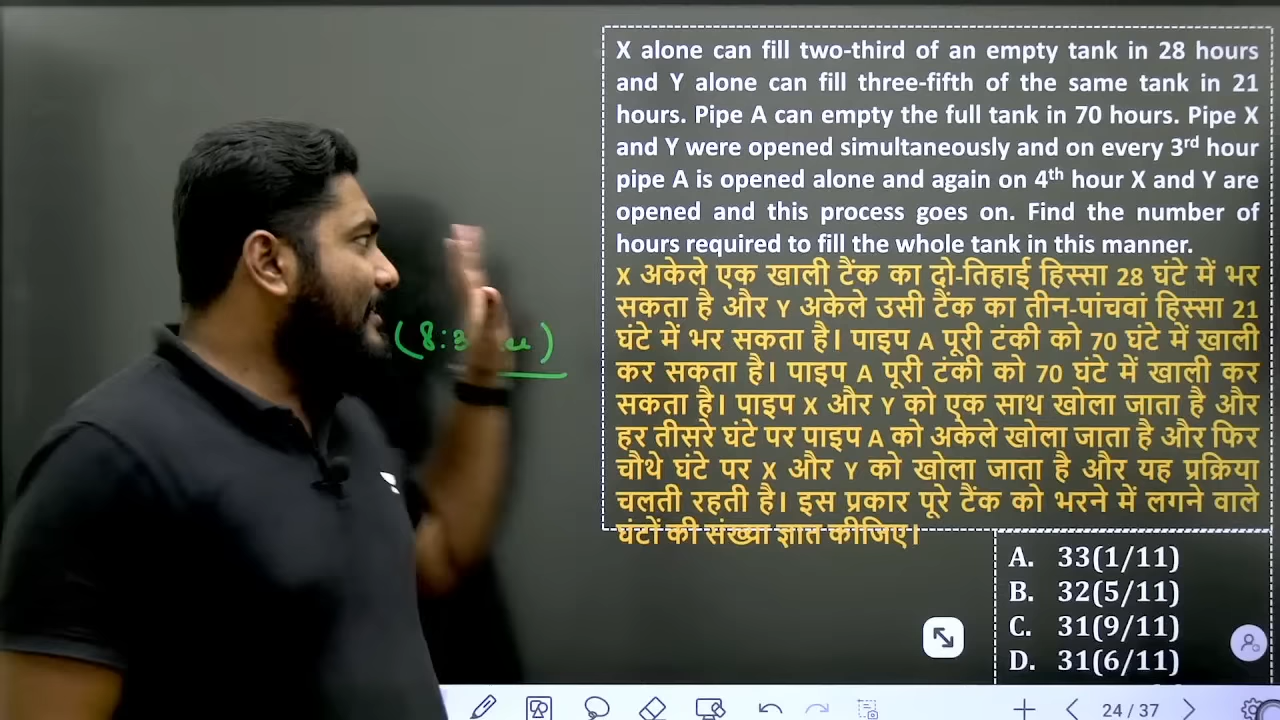 X alone can fill two-third of an empty tank in 28 hours
and Y alone can fill three-fifth of the same tank in 21
hours. Pipe A can empty the full tank in 70 hours. Pipe X
and Y were opened simultaneously and on every 3rd hour
pipe A is opened alone and again on 4th hour X and Y are
opened and this process goes on. Find the number of
hours required to fill the whole tank in this manner.
X अकेले एक खाली टैंक का दो-तिहाई हिस्सा 28 घंटे में भर
सकता है और Y अकेले उसी टैंक का तीन-पांचवां हिस्सा 21
घंटे में भर सकता है। पाइप A पूरी टंकी को 70 घंटे में खाली
कर सकता है। पाइप A पूरी टंकी को 70 घंटे में खाली कर
सकता है। पाइप X और Y को एक साथ खोला जाता है और
हर तीसरे घंटे पर पाइप A को अकेले खोला जाता है और फिर
चौथे घंटे पर X और Y को खोला जाता है और यह प्रक्रिया
चलती रहती है। इस प्रकार पूरे टैंक को भरने में लगने वाले
घंटों की संख्या ज्ञात कीजिए।
(8:3
A. 33(1/11)
B. 32(5/11)
C. 31(9/11)
D. 31(6/11)
24 / 37